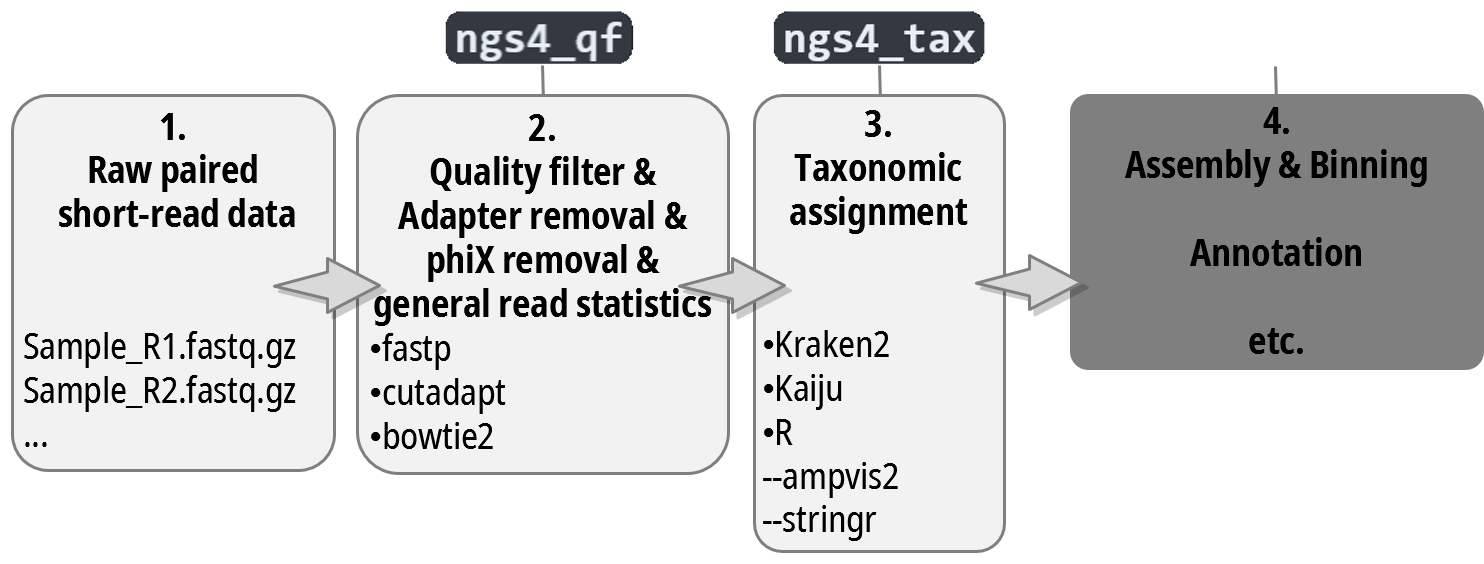 ngs4_qf
ngs4_tax
1.
Raw paired
short-read data
Sample_R1.fastq.gz
Sample_R2.fastq.gz
...
2.
Quality filter &
Adapter removal &
phiX removal &
general read statistics
•fastp
•cutadapt
•bowtie2
3.
Taxonomic
assignment
•Kraken2
•Kaiju
•R
--ampvis2
--stringr
4.
Assembly & Binning
Annotation
etc.